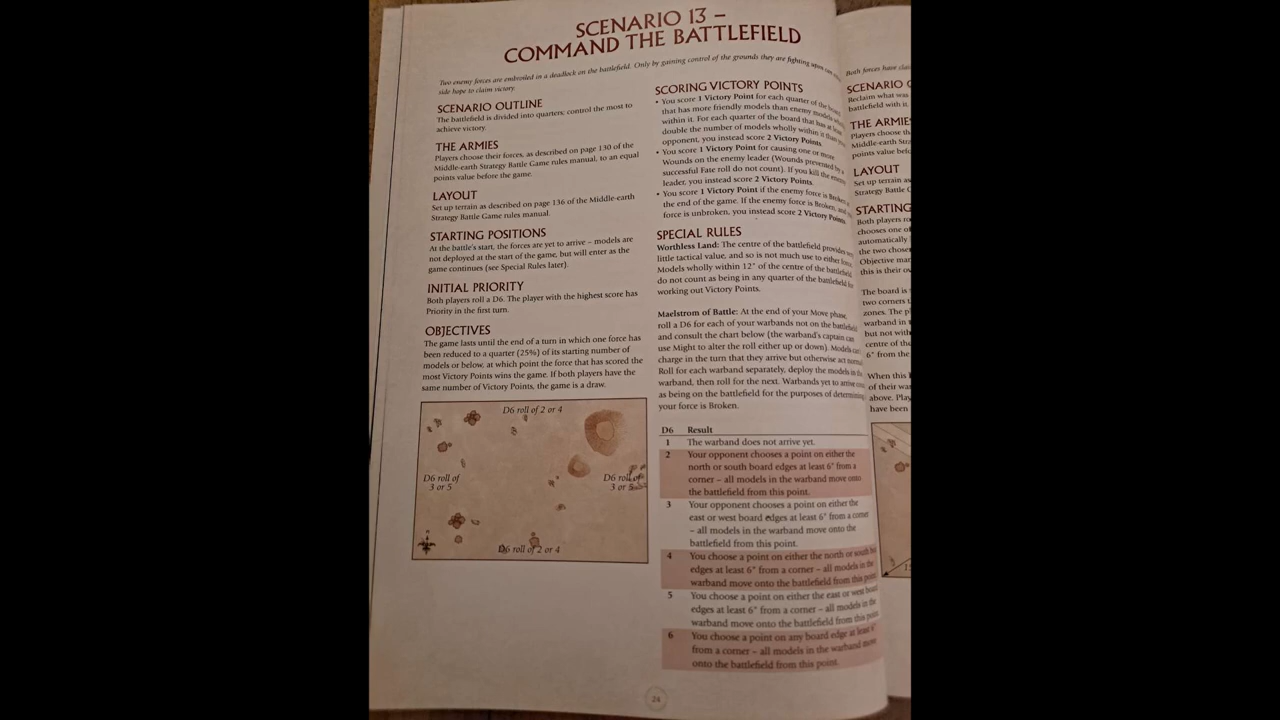 SCENARIO 13 –
COMMAND THE BATTLEFIELD
Two enemy forces are embroiled in a deadlock on the battlefield. Only by gaining control of the grounds they are fighting upon can
side hope to claim victory.
SCENARIO OUTLINE
The battlefield is divided into quarters; control the most to
achieve victory.
THE ARMIES
Players choose their forces, as described on page 130 of the
Middle-earth Strategy Battle Game rules manual, to an equal
points value before the game.
LAYOUT
Set up terrain as described on page 136 of the Middle-earth
Strategy Battle Game rules manual.
STARTING POSITIONS
At the battle's start, the forces are yet to arrive – models are
not deployed at the start of the game, but will enter as the
game continues (see Special Rules later).
INITIAL PRIORITY
Both players roll a D6. The player with the highest score has
Priority in the first turn.
OBJECTIVES
The game lasts until the end of a turn in which one force has
been reduced to a quarter (25%) of its starting number of
models or below, at which point the force that has scored the
most Victory Points wins the game. If both players have the
same number of Victory Points, the game is a draw.
D6 roll of 2 or 4
D6 roll of
3 or 5
D6 roll of
3 or 5
D6 roll of 2 or 4
SCORING VICTORY POINTS
• You score 1 Victory Point for each quarter of the board
that has more friendly models than enemy models wholly
within it. For each quarter of the board that has at least
double the number of models wholly within it than your
opponent, you instead score 2 Victory Points.
• You score 1 Victory Point for causing one or more
Wounds on the enemy leader (Wounds prevented by a
successful Fate roll do not count). If you kill the enemy
leader, you instead score 2 Victory Points.
• You score 1 Victory Point if the enemy force is Broken at
the end of the game. If the enemy force is Broken, and
force is unbroken, you instead score 2 Victory Points.
SPECIAL RULES
Worthless Land: The centre of the battlefield provides very
little tactical value, and so is not much use to either force.
Models wholly within 12" of the centre of the battlefield
do not count as being in any quarter of the battlefield for
working out Victory Points.
Maelstrom of Battle: At the end of your Move phase,
roll a D6 for each of your warbands not on the battlefield
and consult the chart below (the warband's captain can
use Might to alter the roll either up or down). Models can
charge in the turn that they arrive but otherwise act normal
Roll for each warband separately, deploy the models in the
warband, then roll for the next. Warbands yet to arrive count
as being on the battlefield for the purposes of determining
your force is Broken.
D6 Result
1 The warband does not arrive yet.
2 Your opponent chooses a point on either the
north or south board edges at least 6" from a
corner – all models in the warband move onto
the battlefield from this point.
3 Your opponent chooses a point on either the
east or west board edges at least 6" from a corner
– all models in the warband move onto the
battlefield from this point.
4 You choose a point on either the north or south
edges at least 6" from a corner – all models in the
warband move onto the battlefield from this point
5 You choose a point on either the east or west board
edges at least 6" from a corner – all models in the
warband move onto the battlefield from this point
6 You choose a point on any board edge at least 6"
from a corner – all models in the warband move
onto the battlefield from this point.
24
Both forces have
SCENARIO
Reclaim what was
battlefield with it.
THE ARMIES
Players choose
Middle-earth
points value
LAYOUT
Set up terrain
Strategy Battle
STARTING
Both players
chooses one of
automatically
the two
Objective
this is their
The board is
two corners
zones. The
warband in
but not
centre of the
6" from the
When this
of their
above.
have been